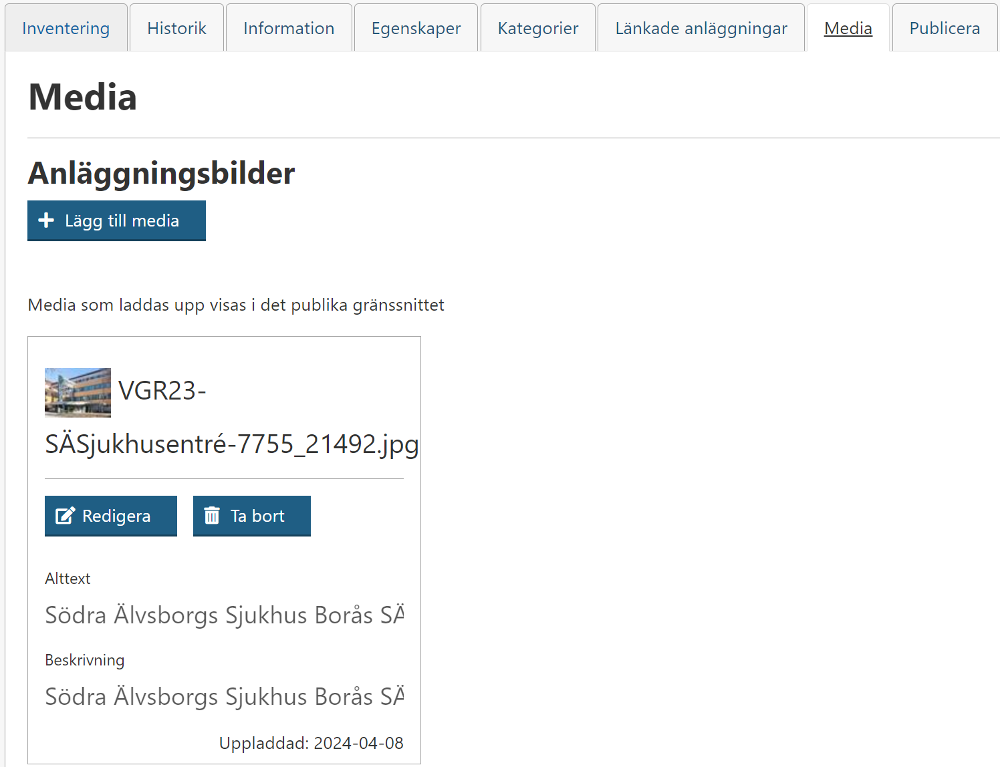 Inventering Historik Information Egenskaper Kategorier Länkade anläggningar Media Publicera
Media
Anläggningsbilder
Lägg till media
Media som laddas upp visas i det publika gränssnittet
VGR23-
SÄSjukhusentré-7755_21492.jpg
Redigera Ta bort
Alttext
Södra Älvsborgs Sjukhus Borås SÄ
Beskrivning
Södra Älvsborgs Sjukhus Borås SÄ
Uppladdad: 2024-04-08